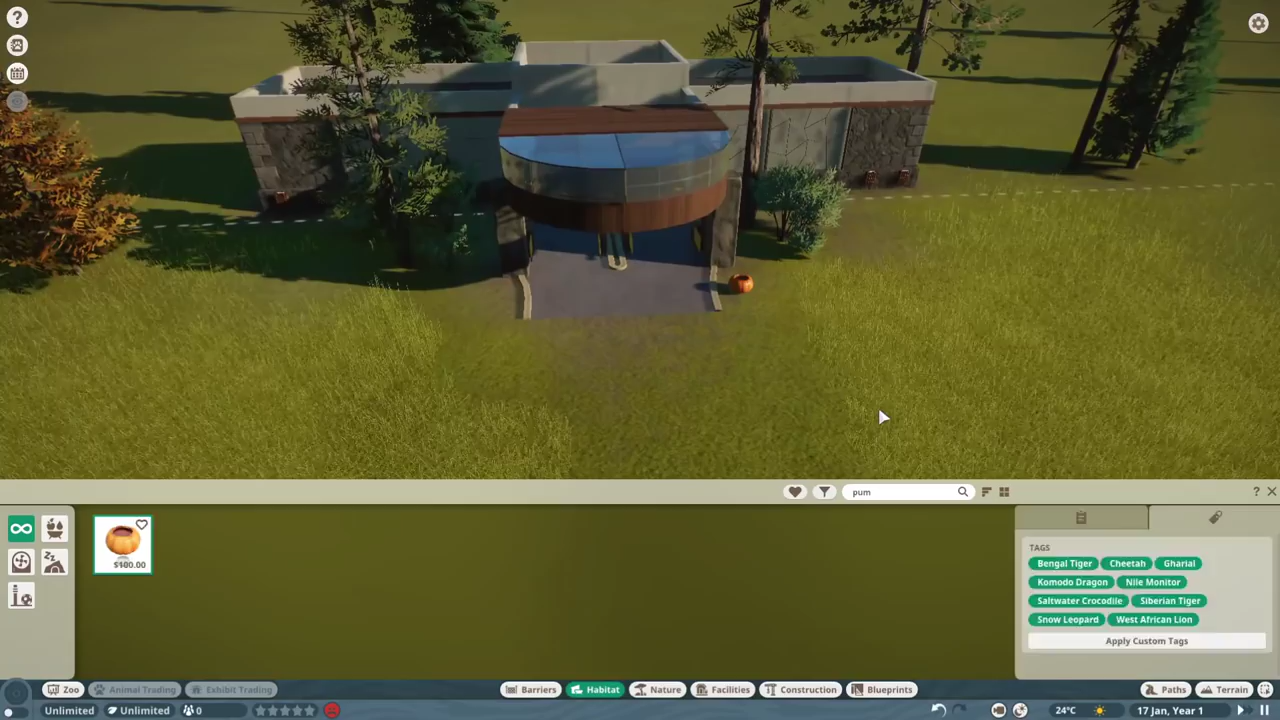 ?
pum
?
$100.00
TAGS
Bengal Tiger Cheetah Gharial
Komodo Dragon Nile Monitor
Saltwater Crocodile Siberian Tiger
Snow Leopard West African Lion
Apply Custom Tags
Zoo Animal Trading Exhibit Trading Barriers Habitat Nature Facilities Construction Blueprints Paths Terrain
Unlimited Unlimited 0 24°C 17 Jan, Year 1